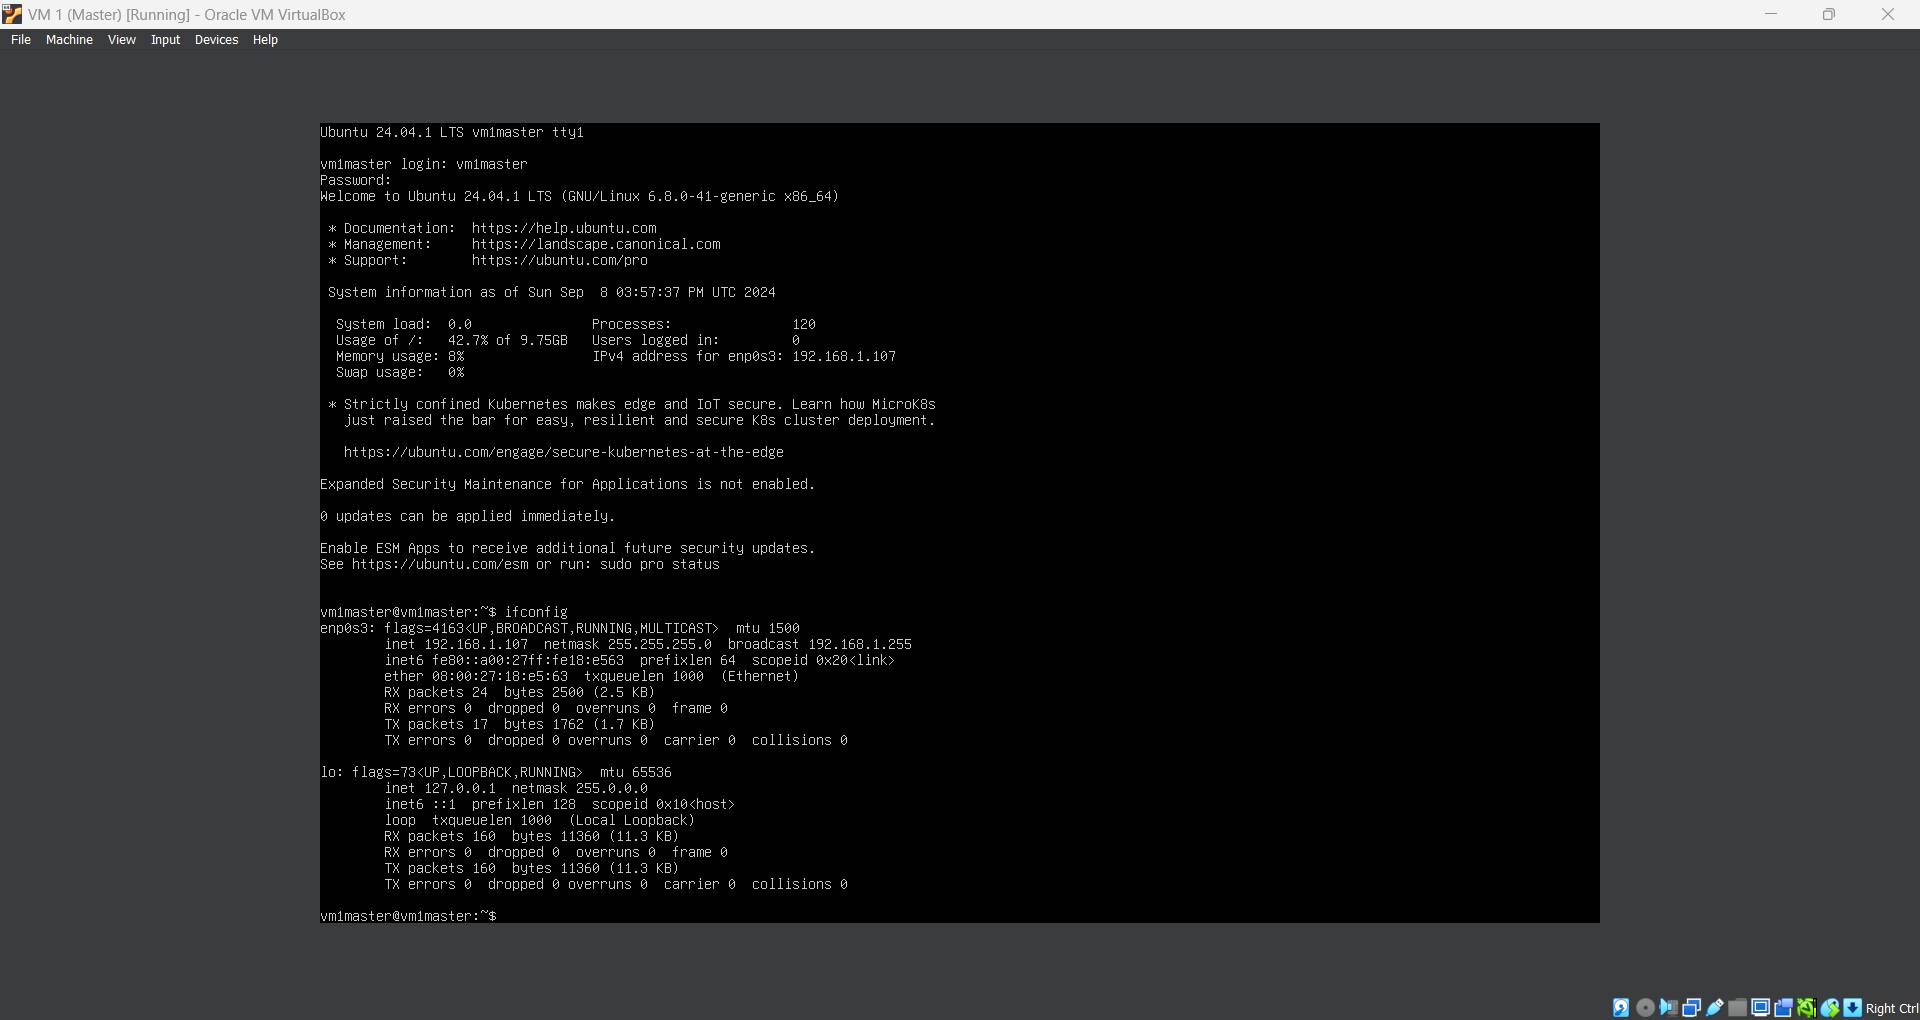 VM 1 (Master) [Running] - Oracle VM VirtualBox
File Machine View Input Devices Help
Ubuntu 24.04.1 LTS vm1master tty1
vm1master login: vm1master
Password:
Welcome to Ubuntu 24.04.1 LTS (GNU/Linux 6.8.0-41-generic x86_64)
* Documentation: https://help.ubuntu.com
* Management: https://landscape.canonical.com
* Support: https://ubuntu.com/pro
System information as of Sun Sep 8 03:57:37 PM UTC 2024
System load: 0.0 Processes: 120
Usage of /: 42.7% of 9.75GB Users logged in: 0
Memory usage: 8% IPv4 address for enp0s3: 192.168.1.107
Swap usage: 0%
* Strictly confined Kubernetes makes edge and IoT secure. Learn how MicroK8s
just raised the bar for easy, resilient and secure K8s cluster deployment.
https://ubuntu.com/engage/secure-kubernetes-at-the-edge
Expanded Security Maintenance for Applications is not enabled.
0 updates can be applied immediately.
Enable ESM Apps to receive additional future security updates.
See https://ubuntu.com/esm or run: sudo pro status
vm1master@vm1master:~$ ifconfig
enp0s3: flags=4163<UP,BROADCAST,RUNNING,MULTICAST> mtu 1500
inet 192.168.1.107 netmask 255.255.255.0 broadcast 192.168.1.255
inet6 fe80::a00:27ff:fe18:e563 prefixlen 64 scopeid 0x20<link>
ether 08:00:27:18:e5:63 txqueuelen 1000 (Ethernet)
RX packets 24 bytes 2500 (2.5 KB)
RX errors 0 dropped 0 overruns 0 frame 0
TX packets 17 bytes 1762 (1.7 KB)
TX errors 0 dropped 0 overruns 0 carrier 0 collisions 0
lo: flags=73<UP,LOOPBACK,RUNNING> mtu 65536
inet 127.0.0.1 netmask 255.0.0.0
inet6 ::1 prefixlen 128 scopeid 0x10<host>
loop txqueuelen 1000 (Local Loopback)
RX packets 160 bytes 11360 (11.3 KB)
RX errors 0 dropped 0 overruns 0 frame 0
TX packets 160 bytes 11360 (11.3 KB)
TX errors 0 dropped 0 overruns 0 carrier 0 collisions 0
vm1master@vm1master:~$
Right Ctrl